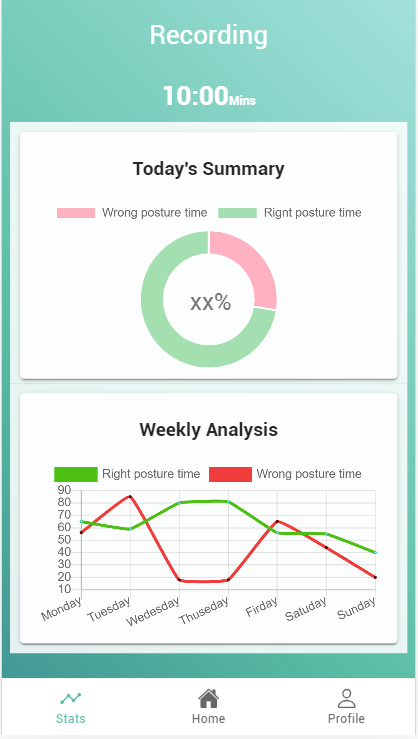 Recording
10:00Mins
Today's Summary
Wrong posture time Rignt posture time
xx%
Weekly Analysis
Right posture time Wrong posture time
90
80
70
60
50
40
30
20
10
Monday Tuesday Wedesday Thuseday Firday Satuday Sunday
Stats Home Profile